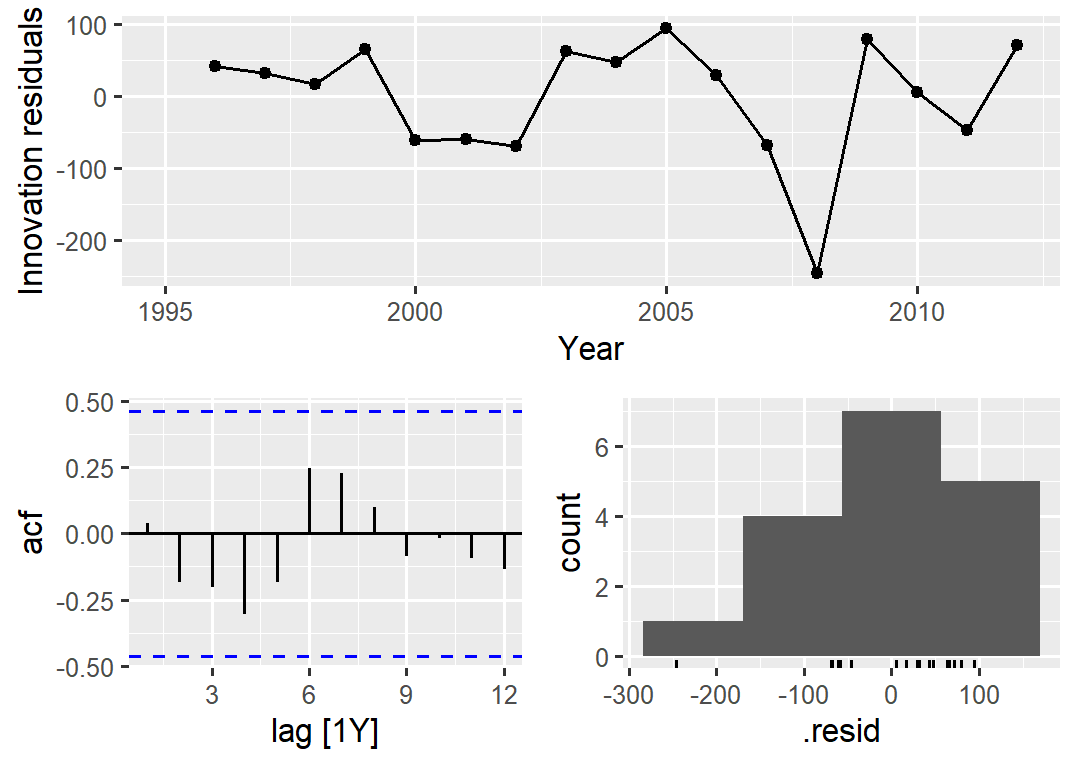 Innovation residuals
100
0
-100
-200
1995 2000 2005 2010
Year
acf
0.50
0.25
0.00
-0.25
-0.50
3 6 9 12
lag [1Y]
count
6
4
2
0
-300 -200 -100 0 100
.resid